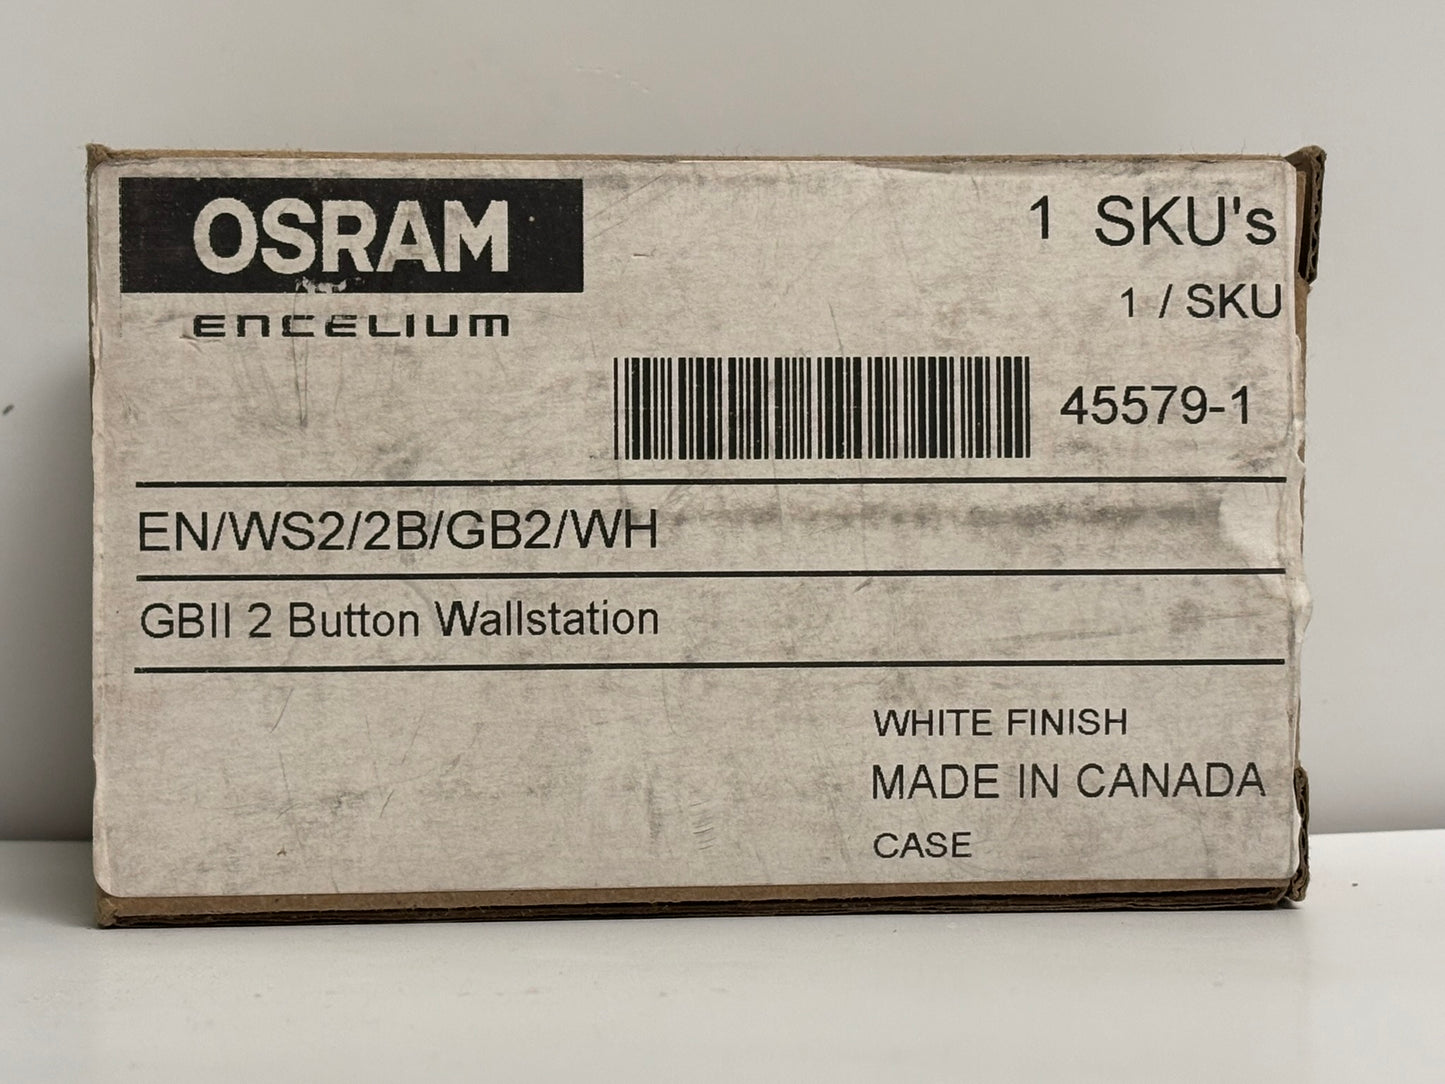 OSRAM
ENCELIUM
1 SKU's
1 / SKU
45579-1
EN/WS2/2B/GB2/WH
GBII 2 Button Wallstation
WHITE FINISH
MADE IN CANADA
CASE